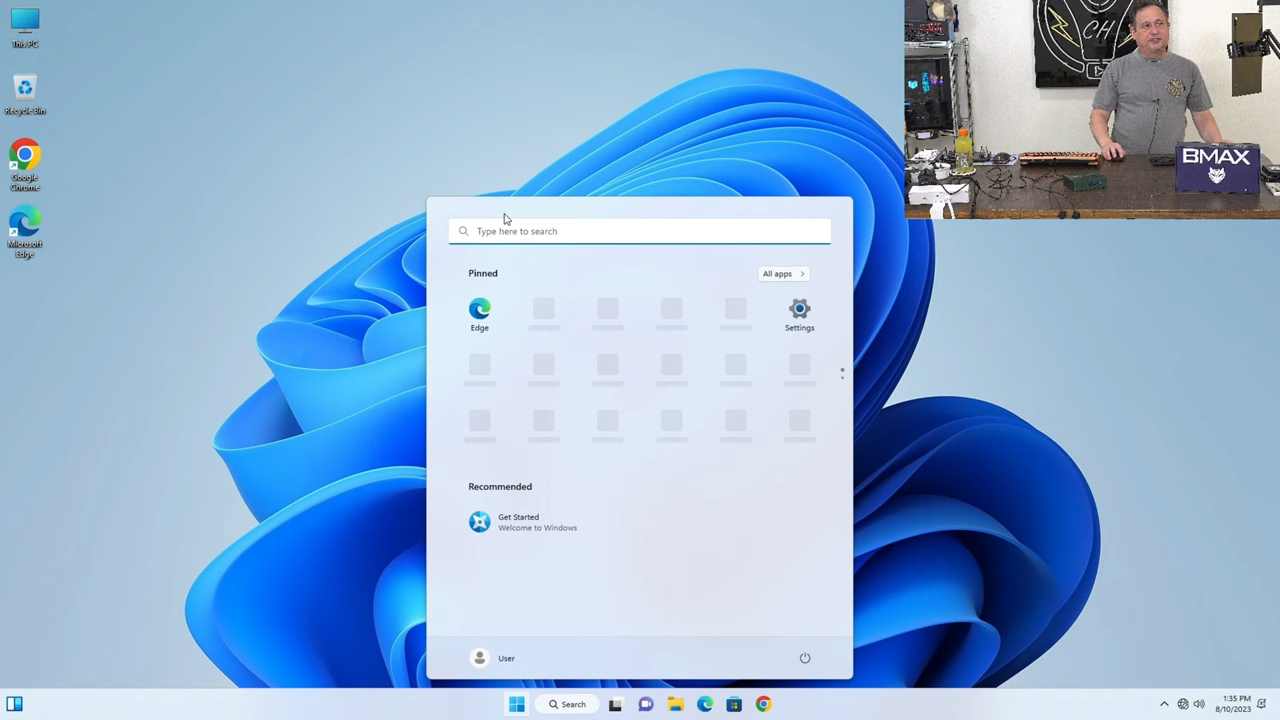 This PC
Recycle Bin
Google
Chrome
Microsoft
Edge
CH
BMAX
Type here to search
Pinned
All apps
Edge
Settings
Recommended
Get Started
Welcome to Windows
User
Search
1:35 PM
8/10/2023